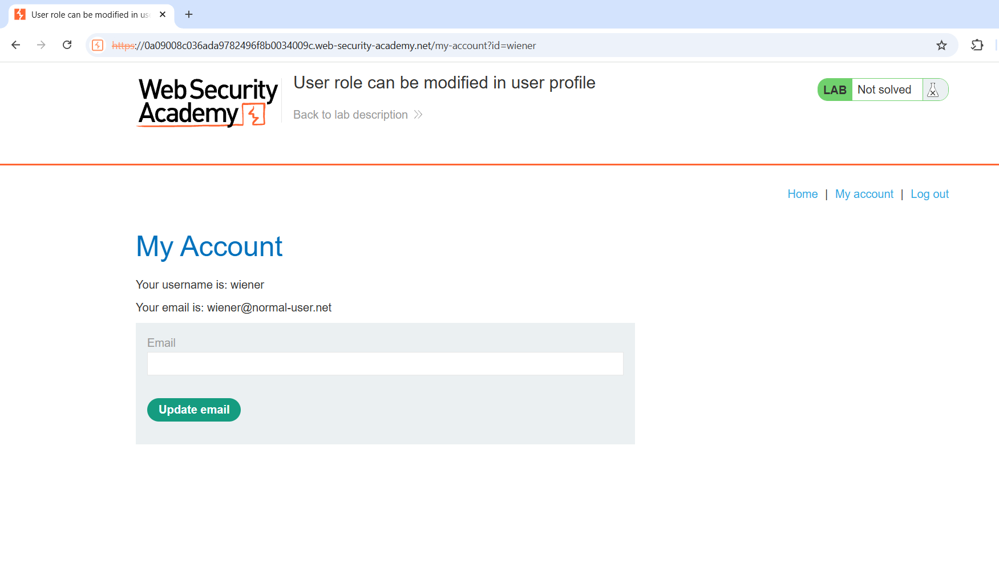 User role can be modified in us
https://0a09008c036ada9782496f8b0034009c.web-security-academy.net/my-account?id=wiener
Web Security
Academy
User role can be modified in user profile
Back to lab description
LAB Not solved
Home | My account | Log out
My Account
Your username is: wiener
Your email is: wiener@normal-user.net
Email
Update email